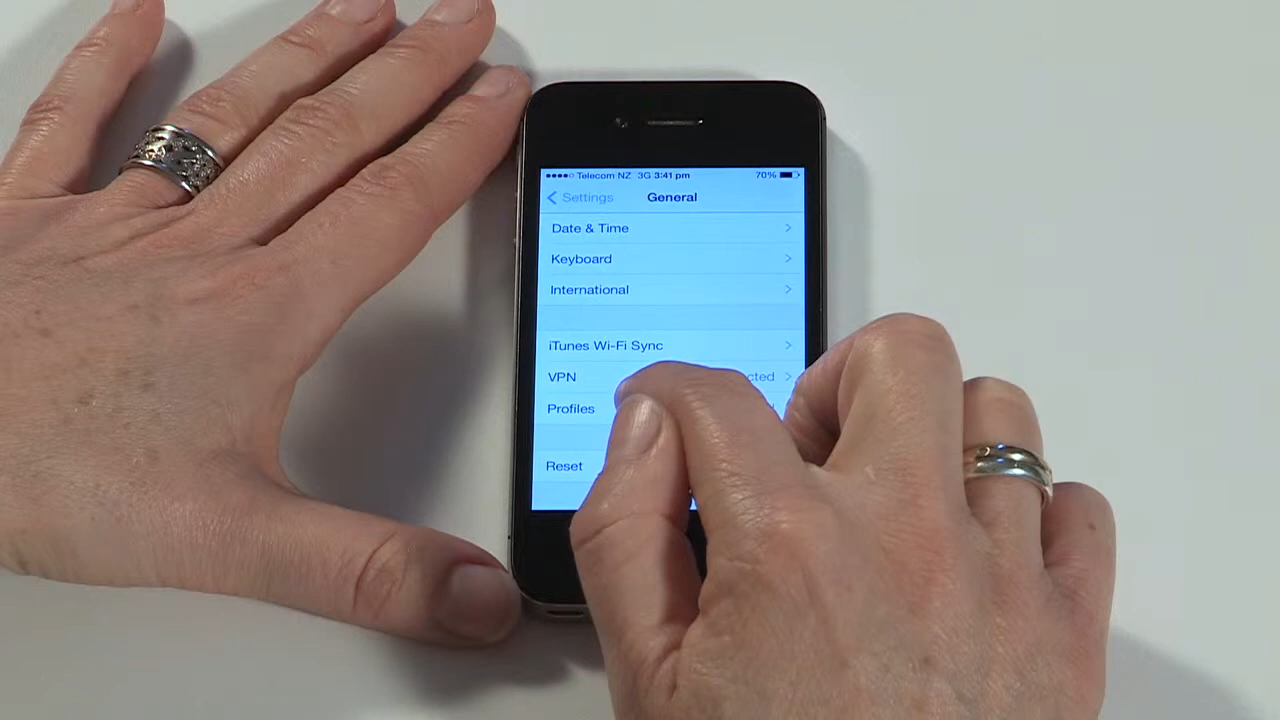 Telecom NZ 3G 3:41 pm 70%
Settings General
Date & Time
Keyboard
International
iTunes Wi-Fi Sync
VPN
Profiles
Reset